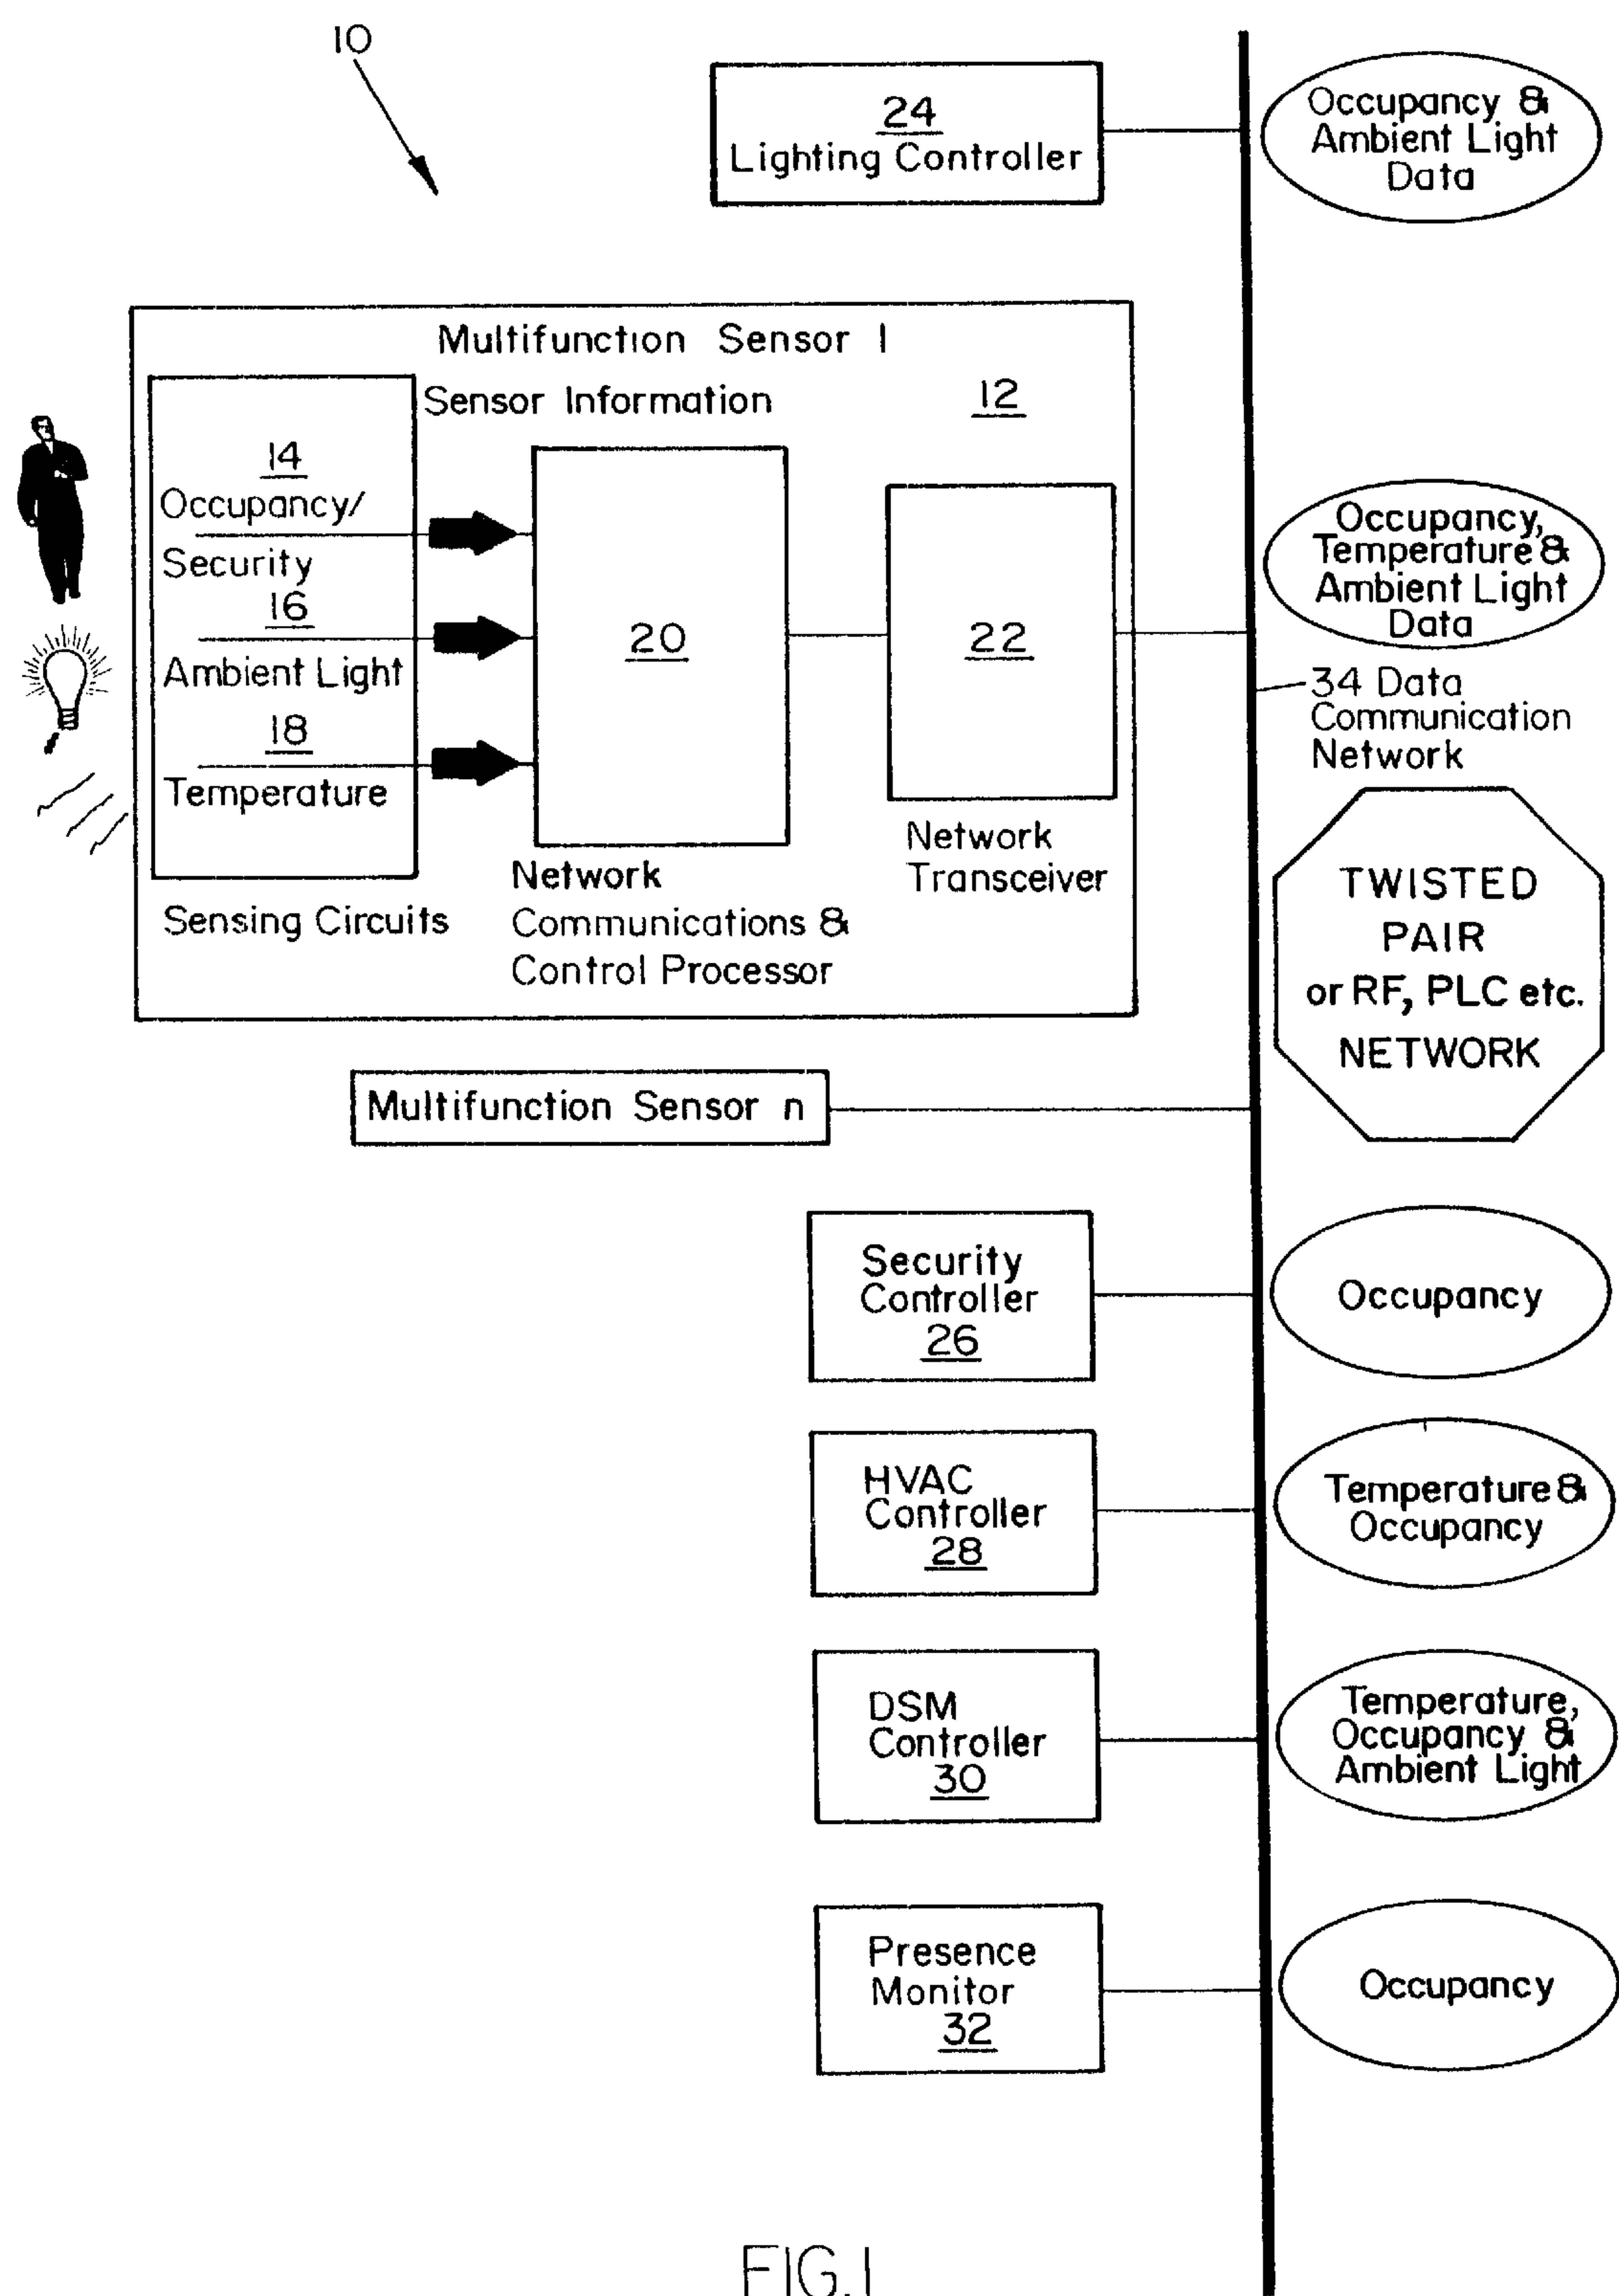 10
24
Lighting Controller
Occupancy &
Ambient Light
Data
Multifunction Sensor 1
Sensor Information
12
14
Occupancy/
Security
16
Ambient Light
18
Temperature
Sensing Circuits
20
Network
Communications &
Control Processor
22
Network
Transceiver
Occupancy,
Temperature &
Ambient Light
Data
34 Data
Communication
Network
TWISTED
PAIR
or RF, PLC etc.
NETWORK
Multifunction Sensor n
Security
Controller
26
Occupancy
HVAC
Controller
28
Temperature &
Occupancy
DSM
Controller
30
Temperature,
Occupancy &
Ambient Light
Presence
Monitor
32
Occupancy
FIG.1